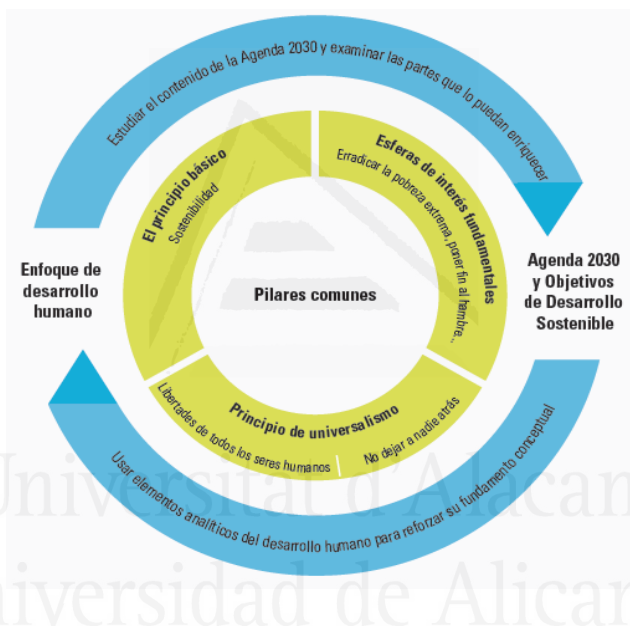 Estudiar el contenido de la Agenda 2030 y examinar las partes que lo puedan enriquecer
El principio básico
Sostenibilidad
Esferas de interés fundamentales
Erradicar la pobreza extrema, poner fin al hambre...
Enfoque de
desarrollo
humano
Pilares comunes
Agenda 2030
y Objetivos
de Desarrollo
Sostenible
Principio de universalismo
Libertades de todos los seres humanos
No dejar a nadie atrás
Usar elementos analíticos del desarrollo humano para reforzar su fundamento conceptual
Universitat d'Alacan
niversidad de Alican